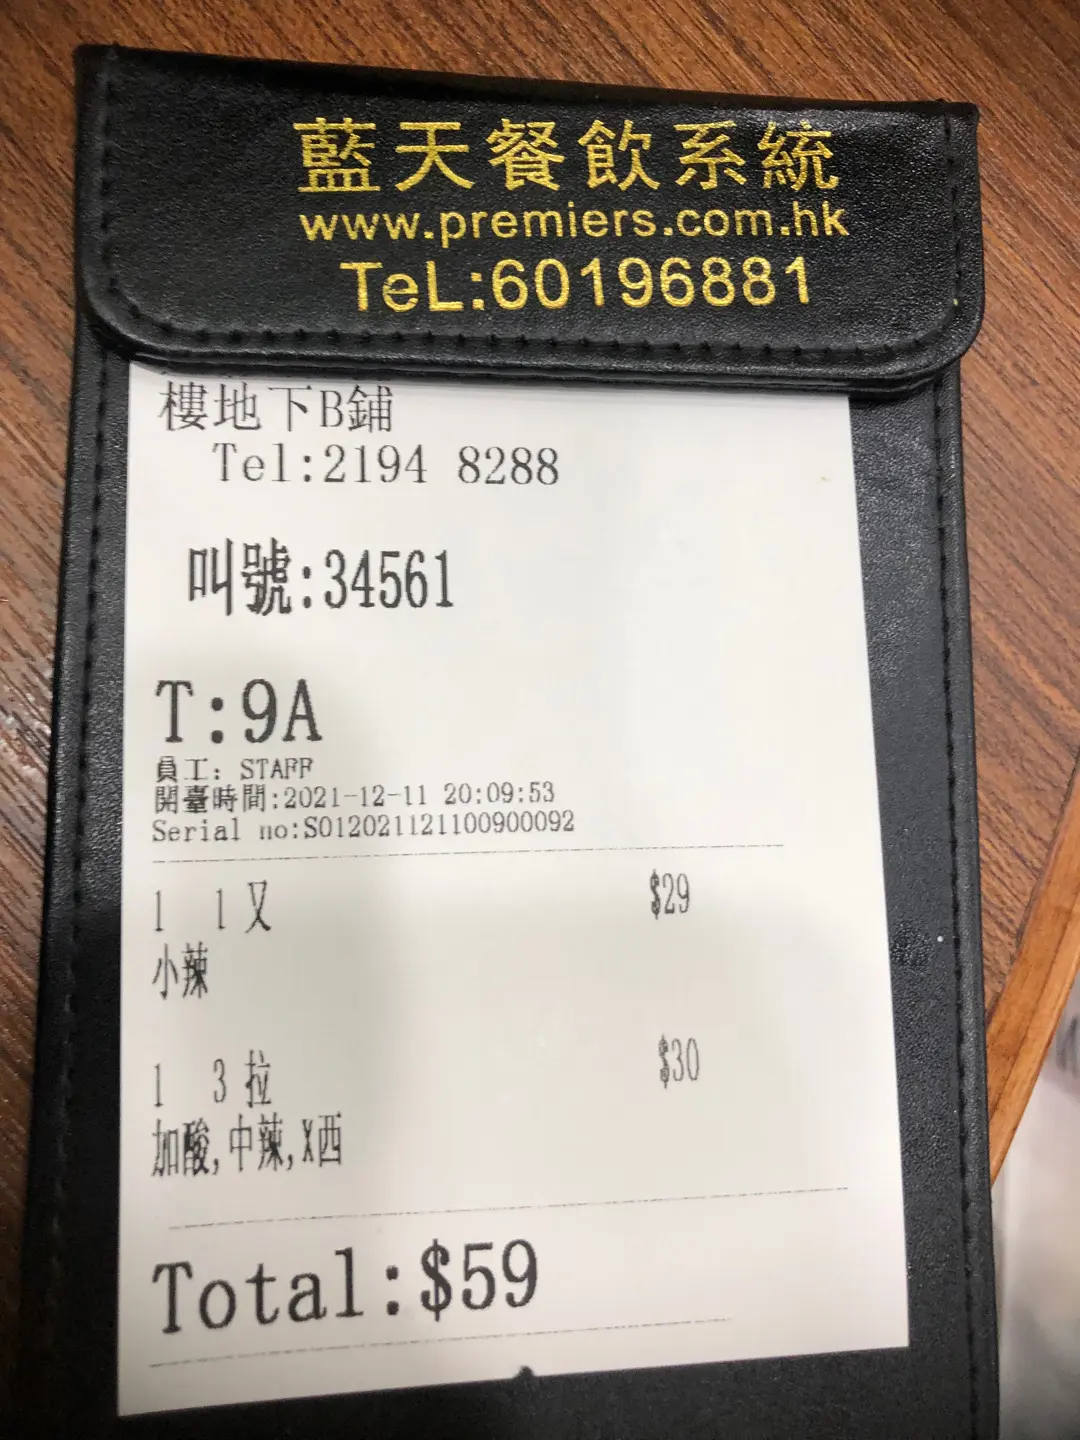 藍天餐飲系統
www.premiers.com.hk
TeL:60196881
樓地下B鋪
Tel:2194 8288
叫號:34561
T:9A
員工: STAFF
開臺時間:2021-12-11 20:09:53
Serial no:S012021121100900092
1 1又 $29
小辣
1 3拉 $30
加酸,中辣,X西
Total:$59